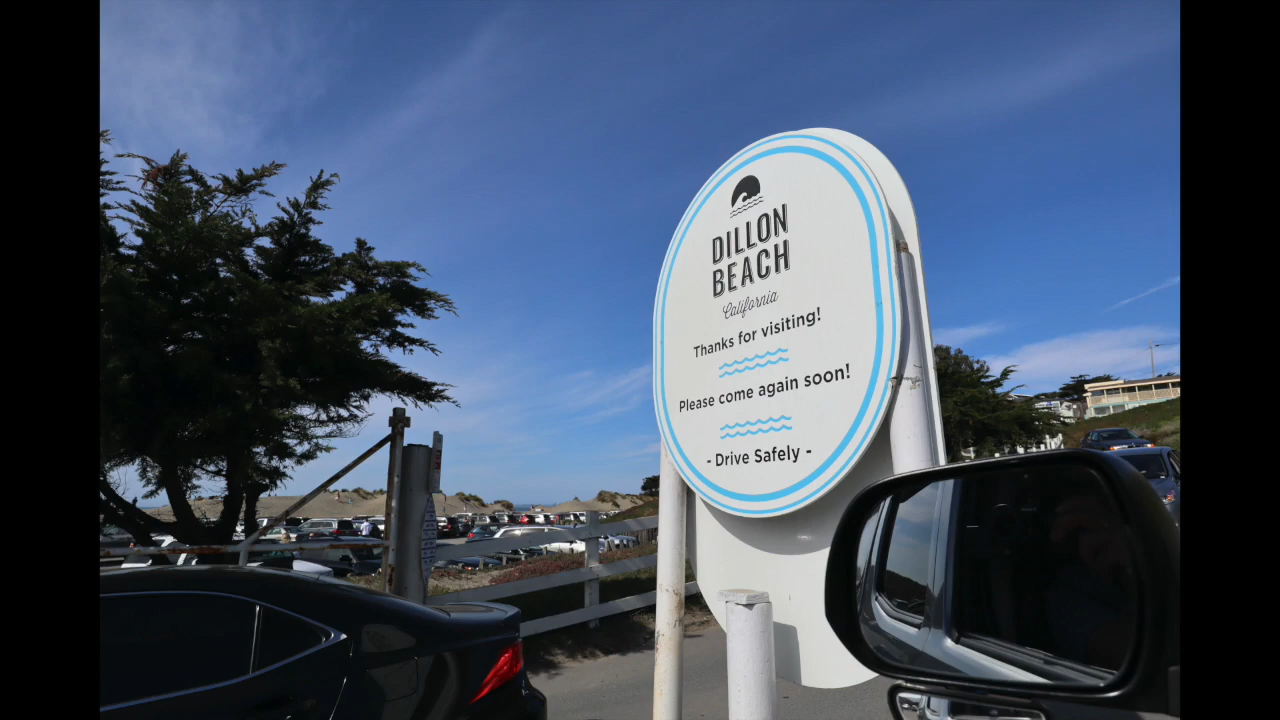 DILLON
BEACH
California
Thanks for visiting!
Please come again soon!
- Drive Safely -